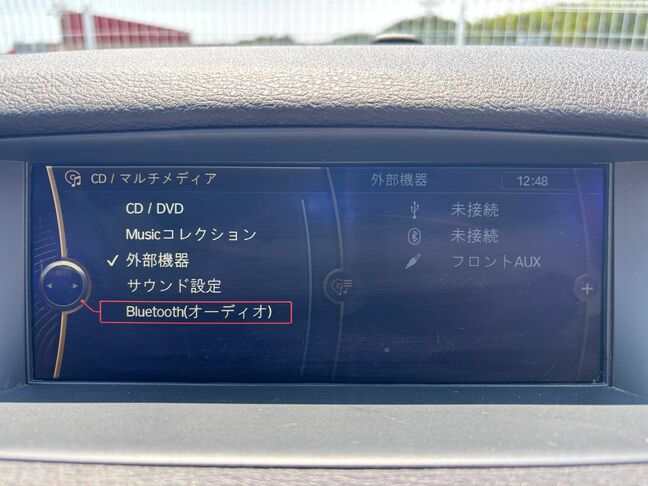 CD / マルチメディア
CD / DVD
Musicコレクション
外部機器
サウンド設定
Bluetooth(オーディオ)
外部機器 12:48
未接続
未接続
フロントAUX